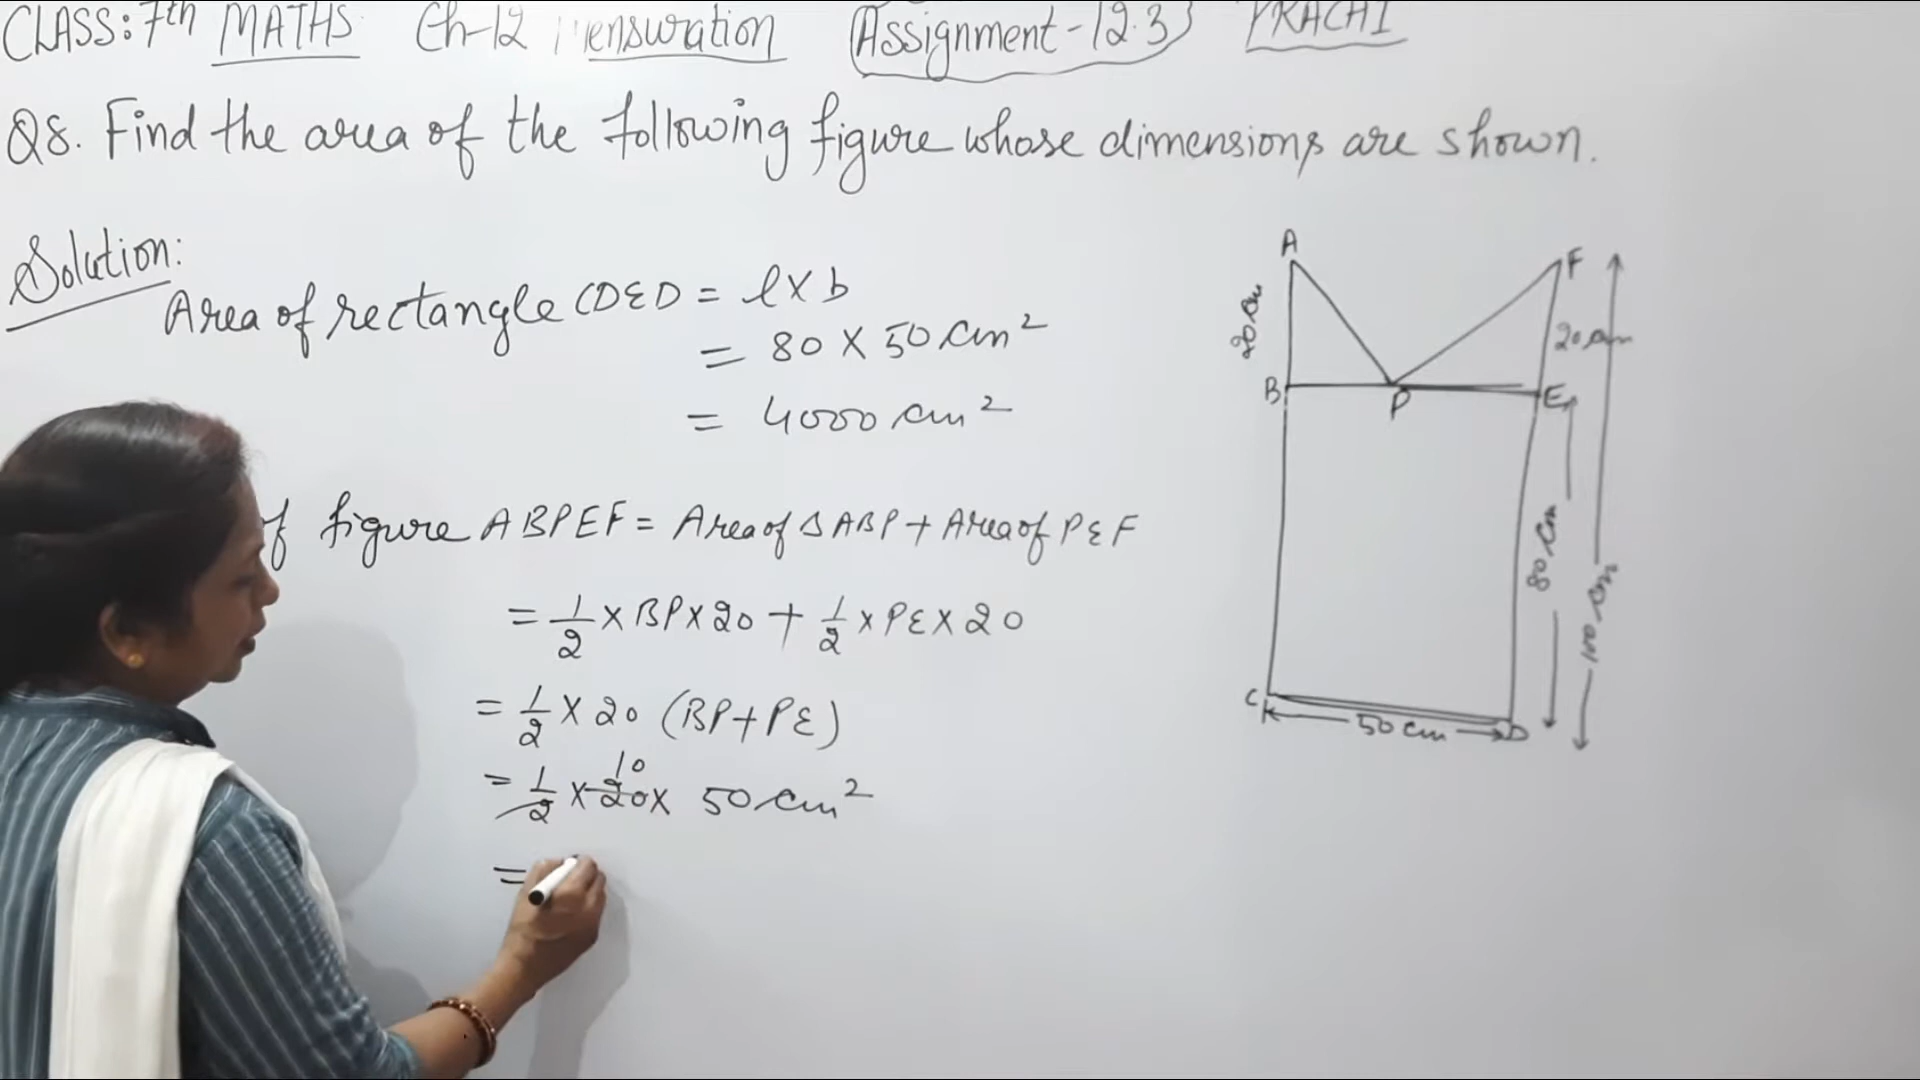 CLASS: 7th MATHS Ch-12 Mensuration Assignment-12.3 PRACHI
Q8. Find the area of the following figure whose dimensions are shown.
Solution:
Area of rectangle CDED = l x b
= 80 X 50 cm²
= 4000 cm²
of figure ABPEF = Area of Δ ABP + Area of PEF
= 1/2 X BP X 20 + 1/2 x PE X 20
= 1/2 X 20 (BP + PE)
10
= 1/2 x 20 x 50 cm²
=
A
F
20 cm
20 cm
B
P
E
80 cm
100 cm
C
50 cm
D